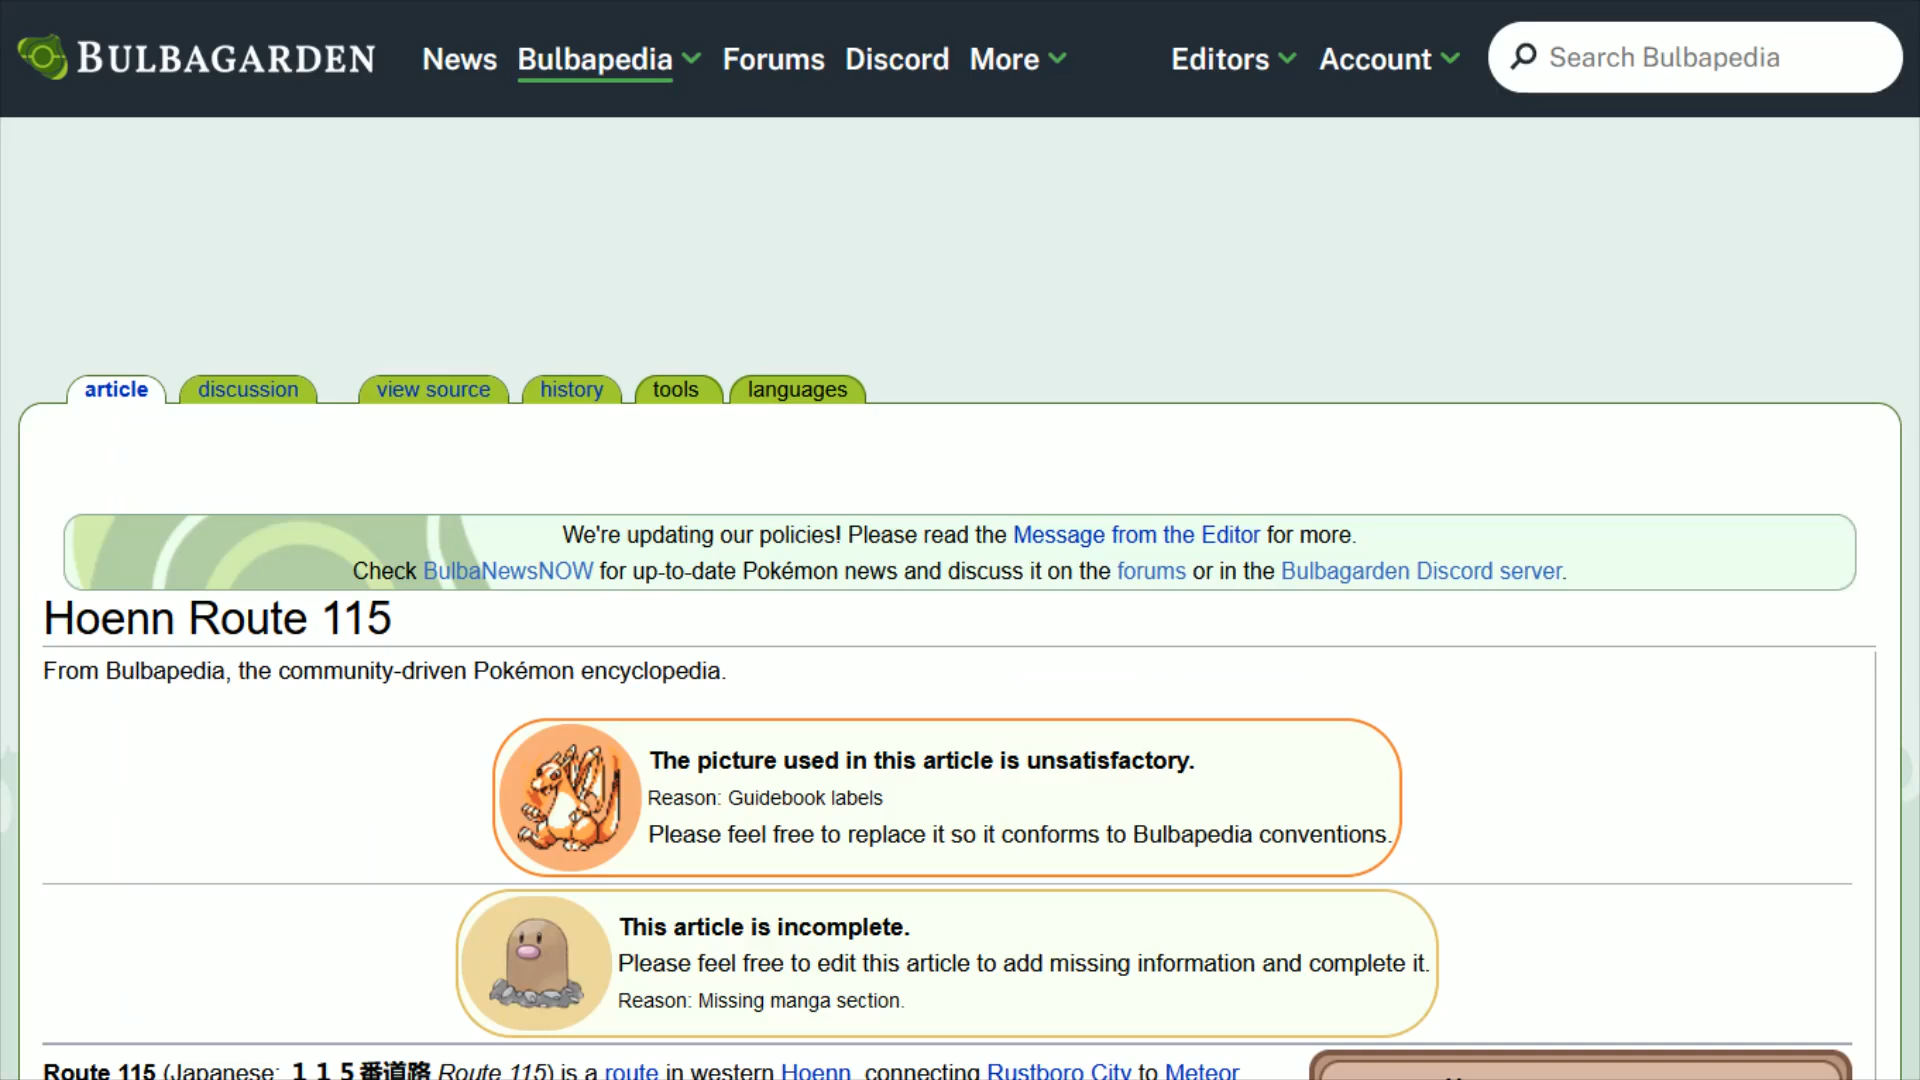 BULBAGARDEN News Bulbapedia Forums Discord More Editors Account Search Bulbapedia
article discussion view source history tools languages
We're updating our policies! Please read the Message from the Editor for more.
Check BulbaNewsNOW for up-to-date Pokémon news and discuss it on the forums or in the Bulbagarden Discord server.
Hoenn Route 115
From Bulbapedia, the community-driven Pokémon encyclopedia.
The picture used in this article is unsatisfactory.
Reason: Guidebook labels
Please feel free to replace it so it conforms to Bulbapedia conventions.
This article is incomplete.
Please feel free to edit this article to add missing information and complete it.
Reason: Missing manga section.
Route 115 (Japanese: １１５番道路 Route 115) is a route in western Hoenn, connecting Rustboro City to Meteor